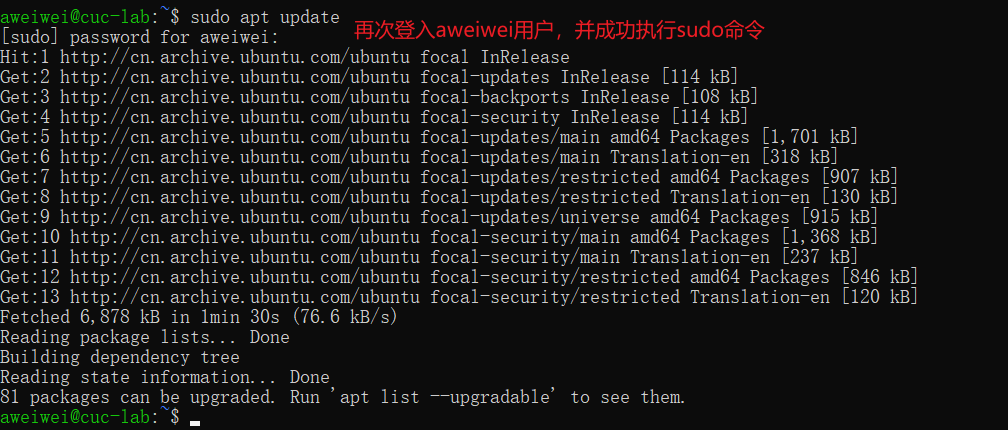 aweiwei@cuc-lab:~$ sudo apt update
再次登入aweiwei用户，并成功执行sudo命令
[sudo] password for aweiwei:
Hit:1 http://cn.archive.ubuntu.com/ubuntu focal InRelease
Get:2 http://cn.archive.ubuntu.com/ubuntu focal-updates InRelease [114 kB]
Get:3 http://cn.archive.ubuntu.com/ubuntu focal-backports InRelease [108 kB]
Get:4 http://cn.archive.ubuntu.com/ubuntu focal-security InRelease [114 kB]
Get:5 http://cn.archive.ubuntu.com/ubuntu focal-updates/main amd64 Packages [1,701 kB]
Get:6 http://cn.archive.ubuntu.com/ubuntu focal-updates/main Translation-en [318 kB]
Get:7 http://cn.archive.ubuntu.com/ubuntu focal-updates/restricted amd64 Packages [907 kB]
Get:8 http://cn.archive.ubuntu.com/ubuntu focal-updates/restricted Translation-en [130 kB]
Get:9 http://cn.archive.ubuntu.com/ubuntu focal-updates/universe amd64 Packages [915 kB]
Get:10 http://cn.archive.ubuntu.com/ubuntu focal-security/main amd64 Packages [1,368 kB]
Get:11 http://cn.archive.ubuntu.com/ubuntu focal-security/main Translation-en [237 kB]
Get:12 http://cn.archive.ubuntu.com/ubuntu focal-security/restricted amd64 Packages [846 kB]
Get:13 http://cn.archive.ubuntu.com/ubuntu focal-security/restricted Translation-en [120 kB]
Fetched 6,878 kB in 1min 30s (76.6 kB/s)
Reading package lists... Done
Building dependency tree
Reading state information... Done
81 packages can be upgraded. Run 'apt list --upgradable' to see them.
aweiwei@cuc-lab:~$